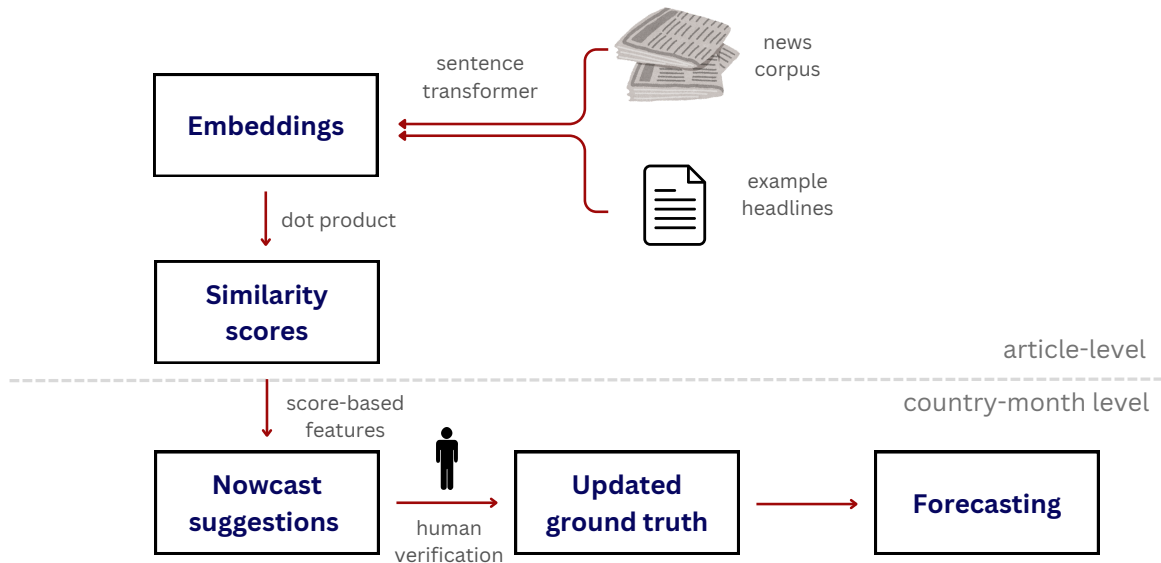 news
corpus
sentence
transformer
Embeddings
example
headlines
dot product
Similarity
scores
article-level
country-month level
score-based
features
Nowcast
suggestions
human
verification
Updated
ground truth
Forecasting